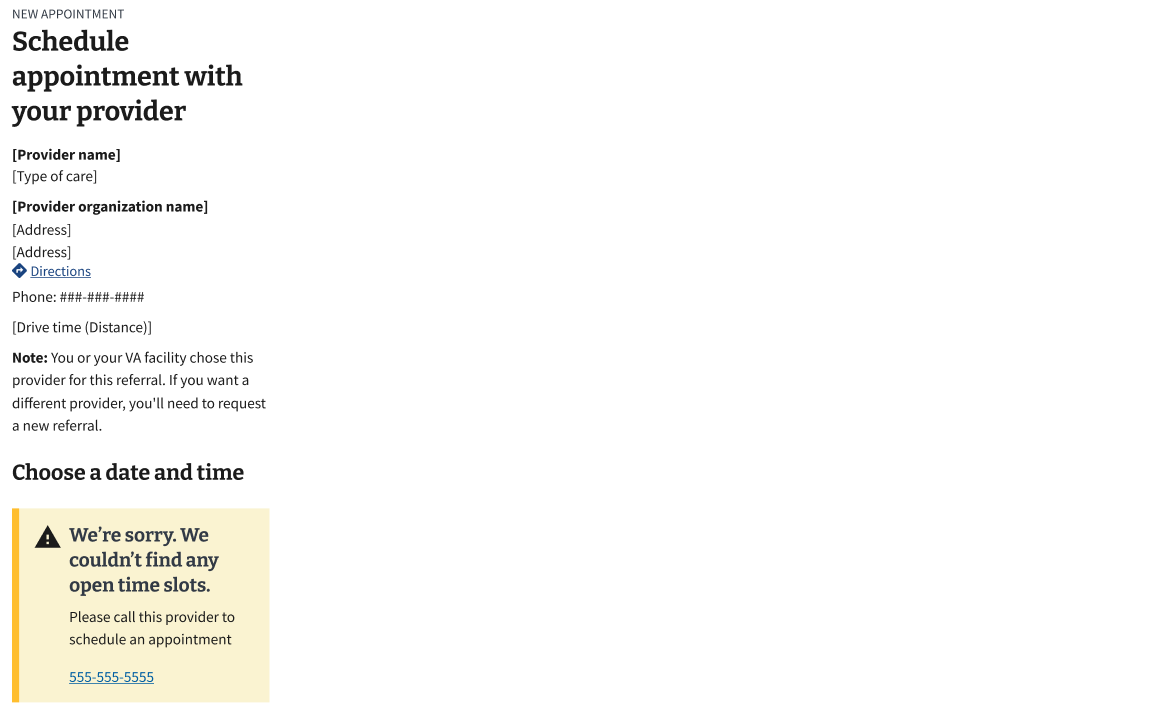 NEW APPOINTMENT
Schedule
appointment with
your provider
[Provider name]
[Type of care]
[Provider organization name]
[Address]
[Address]
Directions
Phone: ###-###-####
[Drive time (Distance)]
Note: You or your VA facility chose this
provider for this referral. If you want a
different provider, you'll need to request
a new referral.
Choose a date and time
We’re sorry. We
couldn’t find any
open time slots.
Please call this provider to
schedule an appointment
555-555-5555